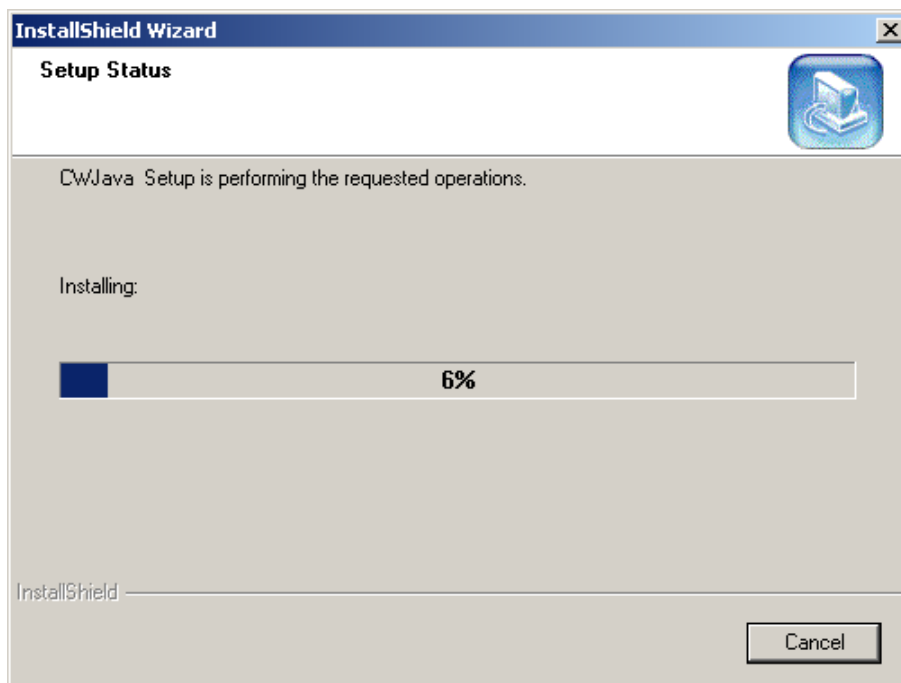 InstallShield Wizard
Setup Status
CWJava  Setup is performing the requested operations.
Installing:
6%
InstallShield
Cancel